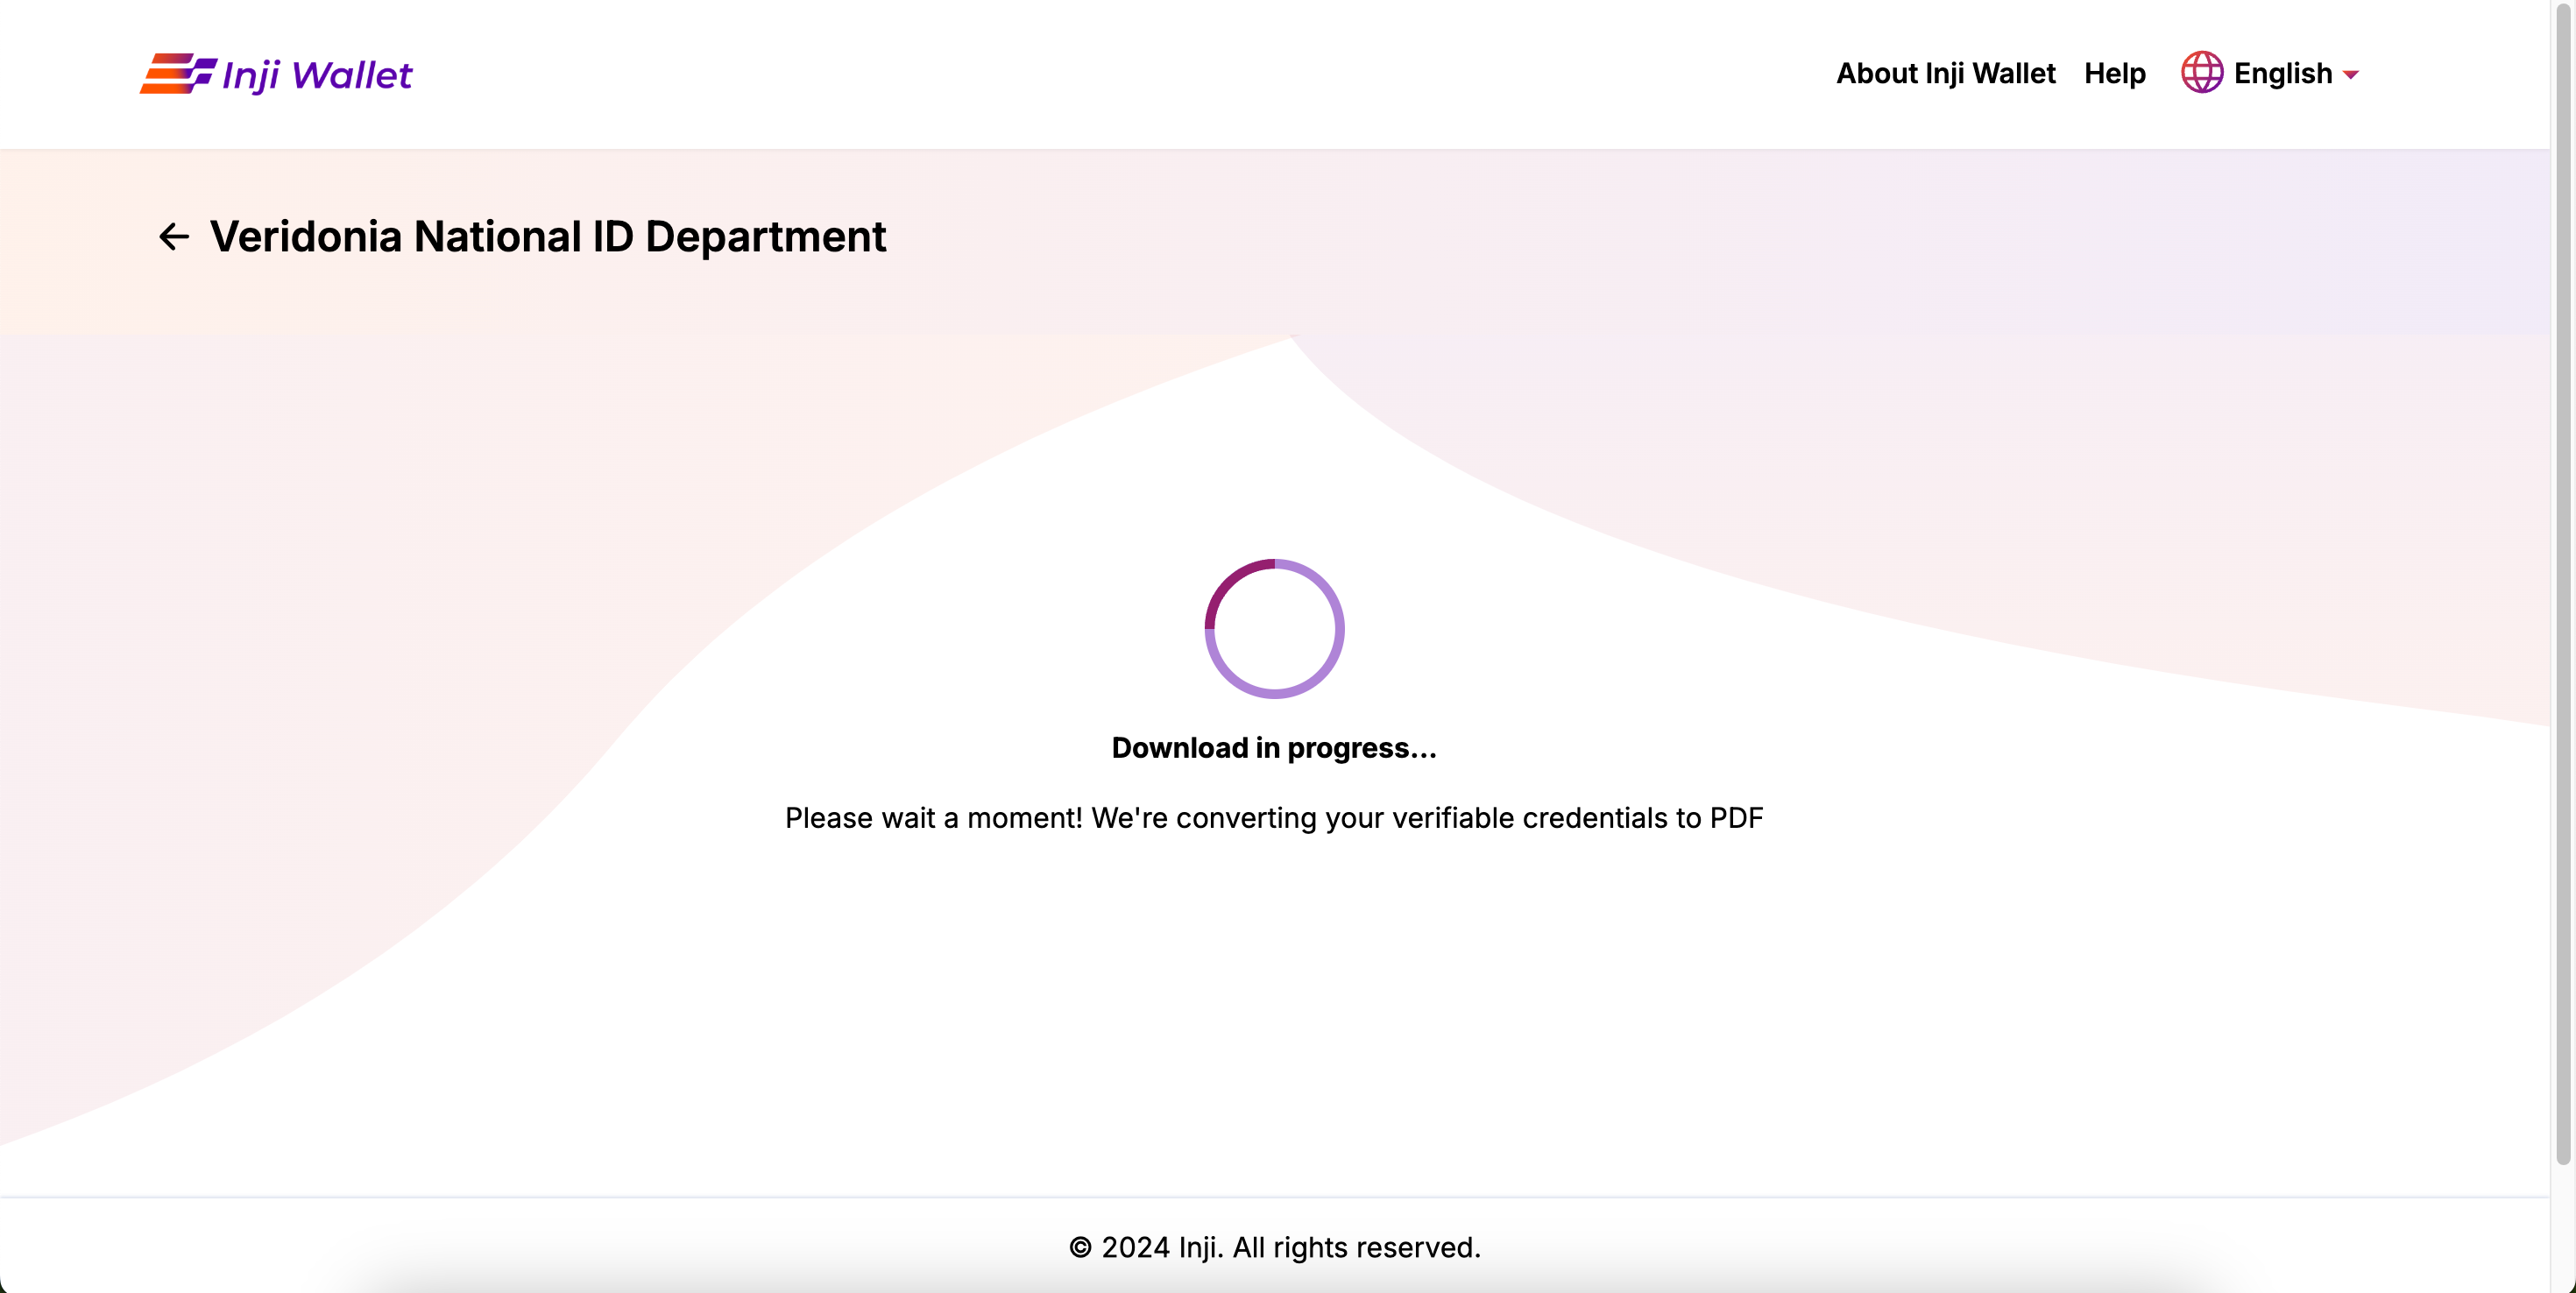 Inji Wallet
About Inji Wallet Help English
Veridonia National ID Department
Download in progress...
Please wait a moment! We're converting your verifiable credentials to PDF
© 2024 Inji. All rights reserved.